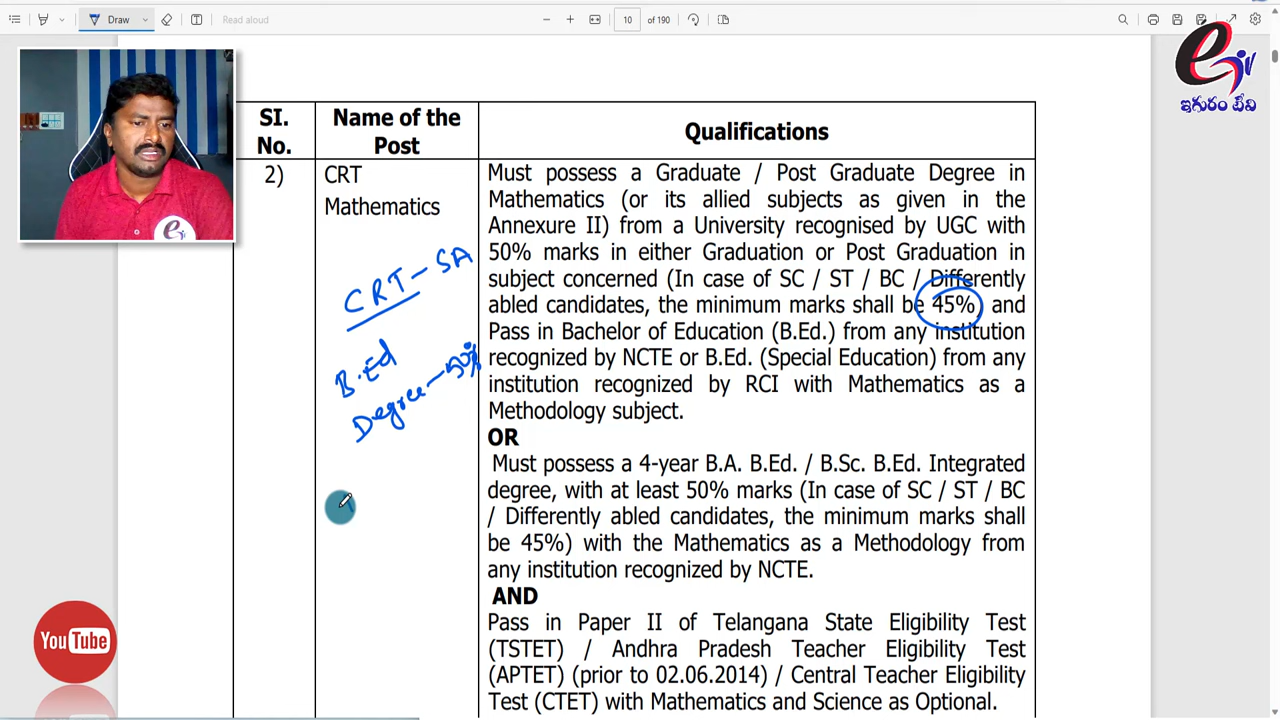 Draw
Read aloud
10
of 190
ఇగురం టీవి
SI. No.
Name of the Post
Qualifications
2)
CRT
Mathematics
CRT - SA
B.Ed
Degree - 50%
Must possess a Graduate / Post Graduate Degree in
Mathematics (or its allied subjects as given in the
Annexure II) from a University recognised by UGC with
50% marks in either Graduation or Post Graduation in
subject concerned (In case of SC / ST / BC / Differently
abled candidates, the minimum marks shall be 45%, and
Pass in Bachelor of Education (B.Ed.) from any institution
recognized by NCTE or B.Ed. (Special Education) from any
institution recognized by RCI with Mathematics as a
Methodology subject.
OR
Must possess a 4-year B.A. B.Ed. / B.Sc. B.Ed. Integrated
degree, with at least 50% marks (In case of SC / ST / BC
/ Differently abled candidates, the minimum marks shall
be 45%) with the Mathematics as a Methodology from
any institution recognized by NCTE.
AND
Pass in Paper II of Telangana State Eligibility Test
(TSTET) / Andhra Pradesh Teacher Eligibility Test
(APTET) (prior to 02.06.2014) / Central Teacher Eligibility
Test (CTET) with Mathematics and Science as Optional.
YouTube